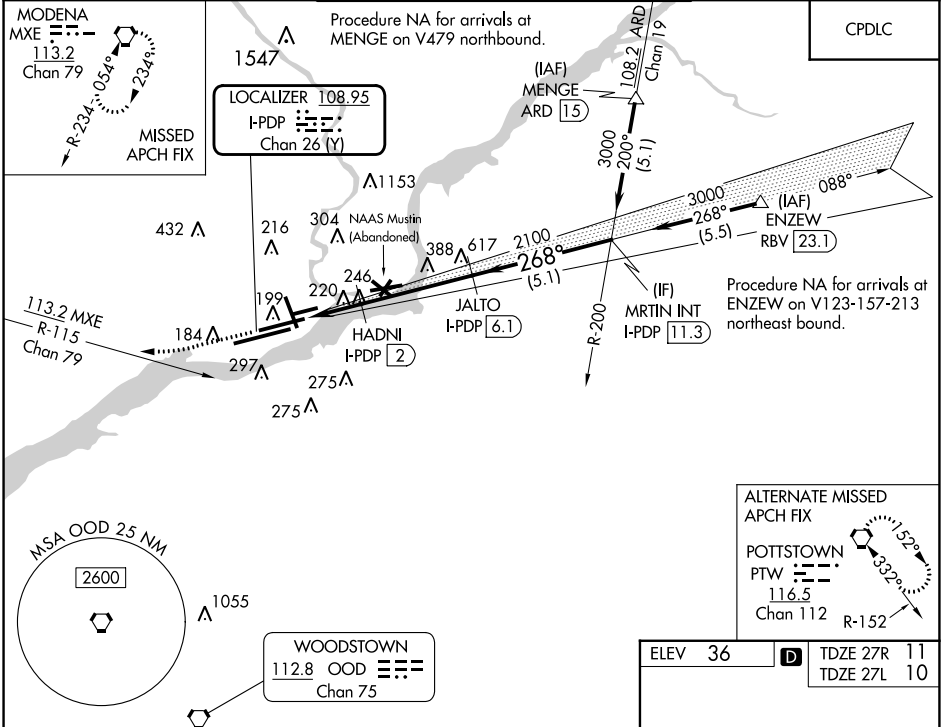 MODENA
MXE
113.2
Chan 79
054°
234°
R-234
MISSED
APCH FIX
1547
Procedure NA for arrivals at
MENGE on V479 northbound.
108.2 ARD
Chan 19
CPDLC
LOCALIZER 108.95
I-PDP
Chan 26 (Y)
(IAF)
MENGE
ARD 15
3000
200°
(5.1)
1153
432
216
304
NAAS Mustin
(Abandoned)
388
617
2100
268°
(5.1)
3000
268°
(5.5)
088°
(IAF)
ENZEW
RBV 23.1
246
220
199
184
HADNI
I-PDP 2
JALTO
I-PDP 6.1
(IF)
MRTIN INT
I-PDP 11.3
R-200
Procedure NA for arrivals at
ENZEW on V123-157-213
northeast bound.
113.2 MXE
R-115
Chan 79
297
275
275
MSA OOD 25 NM
2600
1055
WOODSTOWN
112.8 OOD
Chan 75
ALTERNATE MISSED
APCH FIX
POTTSTOWN
PTW
116.5
Chan 112
152°
332°
R-152
ELEV 36
D
TDZE 27R 11
TDZE 27L 10